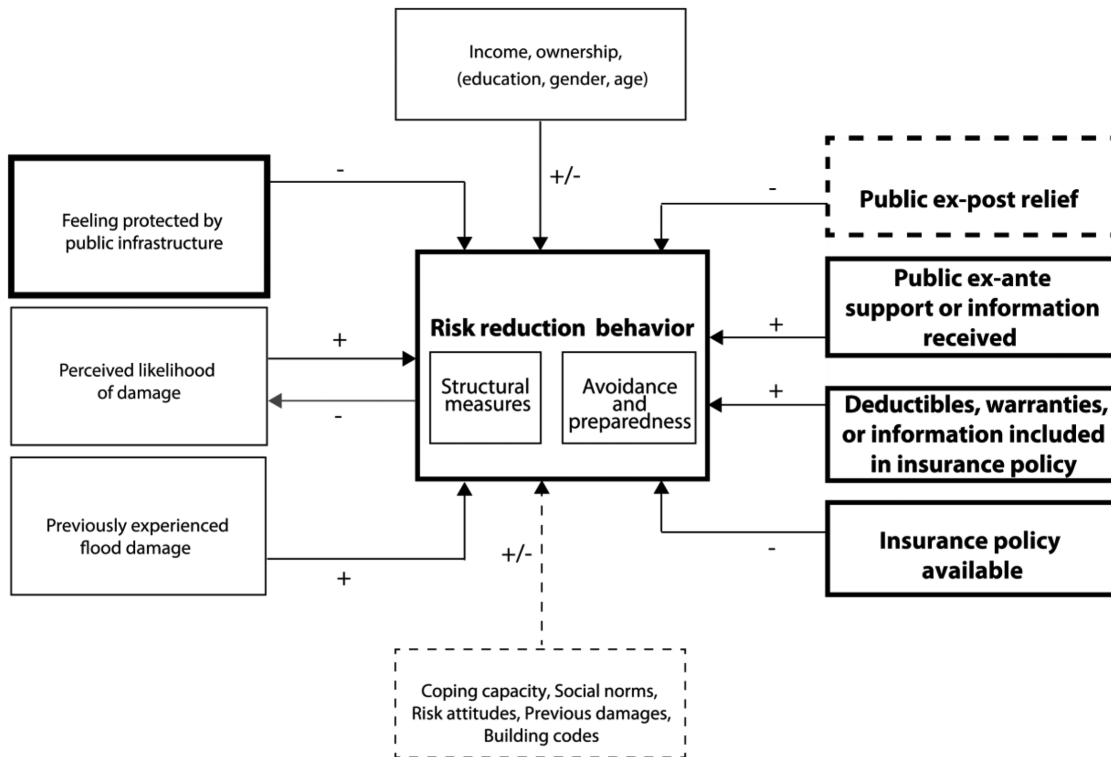 Income, ownership,
(education, gender, age)
-
+/-
-
Feeling protected by
public infrastructure
Public ex-post relief
Public ex-ante
support or information
received
+
Risk reduction behavior
+
Perceived likelihood
of damage
-
Structural
measures
Avoidance
and
preparedness
+
Deductibles, warranties,
or information included
in insurance policy
Previously experienced
flood damage
+
+/-
-
Insurance policy
available
Coping capacity, Social norms,
Risk attitudes, Previous damages,
Building codes